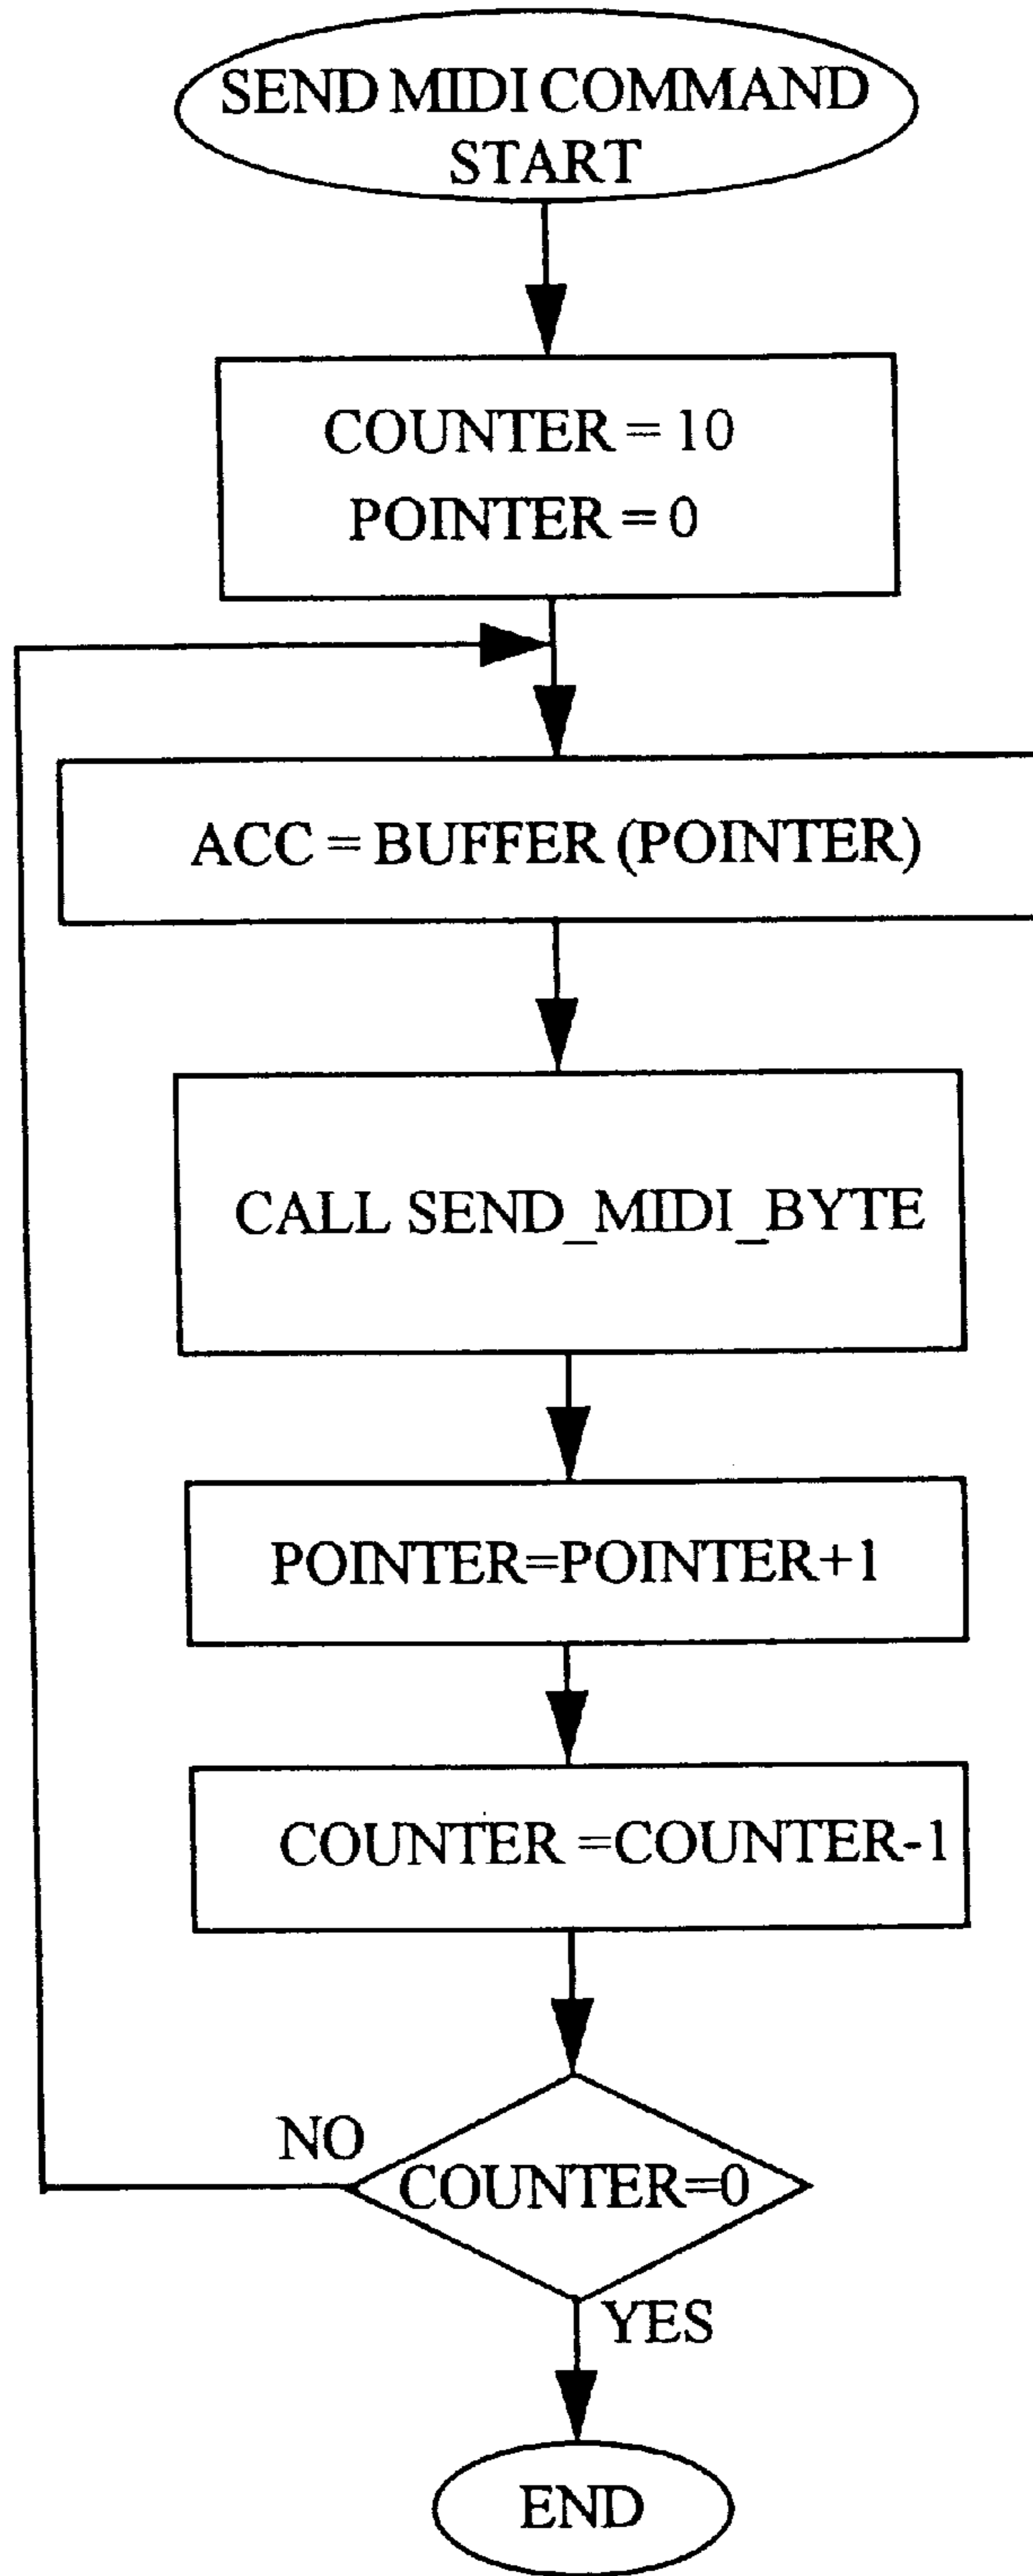 SEND MIDI COMMAND
START
COUNTER = 10
POINTER = 0
ACC = BUFFER (POINTER)
CALL SEND_MIDI_BYTE
POINTER=POINTER+1
COUNTER =COUNTER-1
NO
COUNTER=0
YES
END